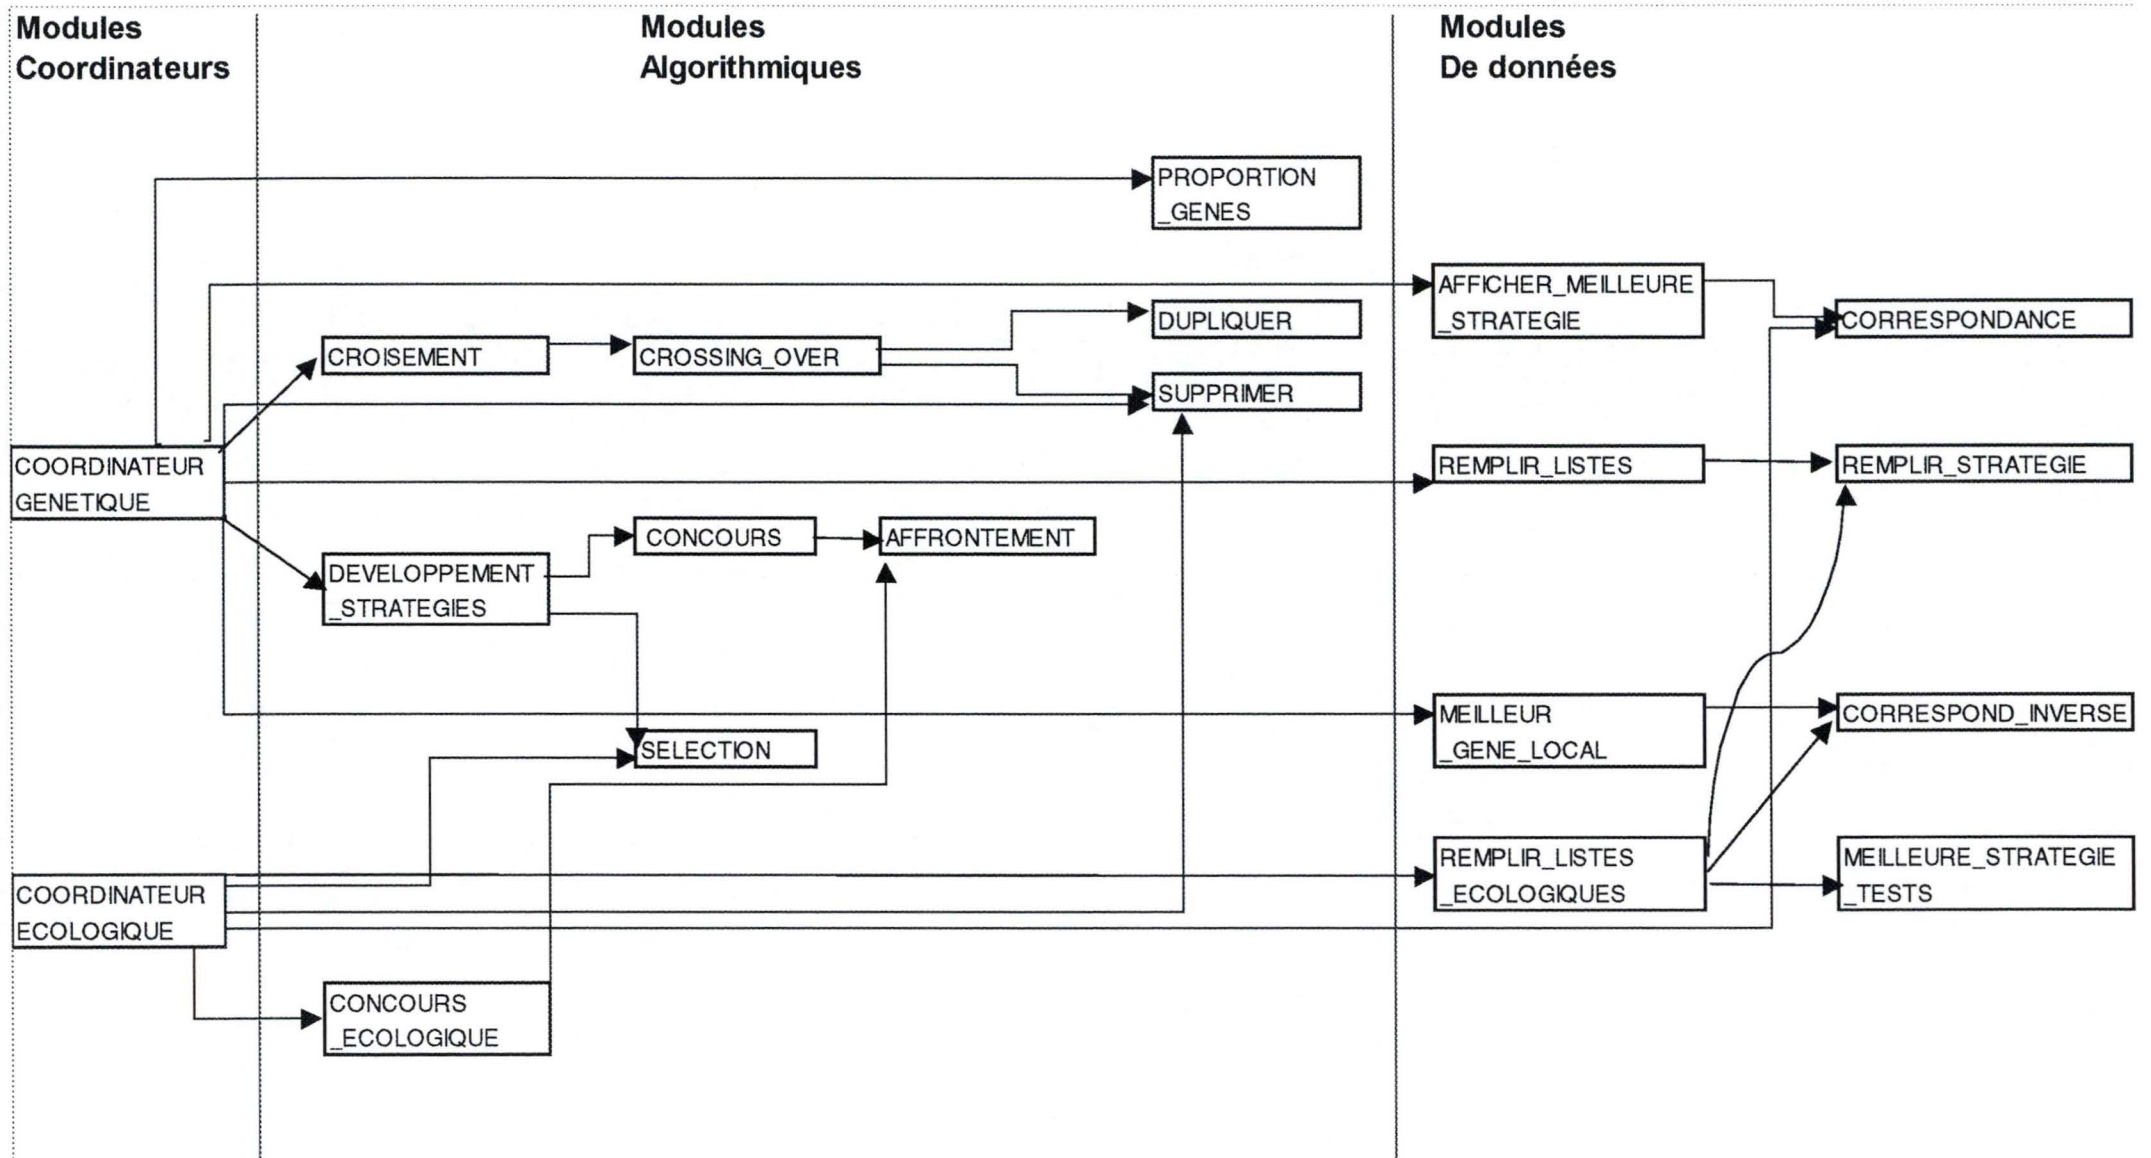 Modules
Coordinateurs
Modules
Algorithmiques
Modules
De données
PROPORTION
_GENES
AFFICHER_MEILLEURE
_STRATEGIE
DUPLIQUER
CORRESPONDANCE
CROISEMENT
CROSSING_OVER
SUPPRIMER
COORDINATEUR
GENETIQUE
REMPLIR_LISTES
REMPLIR_STRATEGIE
CONCOURS
AFFRONTEMENT
DEVELOPPEMENT
_STRATEGIES
MEILLEUR
_GENE_LOCAL
CORRESPOND_INVERSE
SELECTION
REMPLIR_LISTES
_ECOLOGIQUES
MEILLEURE_STRATEGIE
_TESTS
COORDINATEUR
ECOLOGIQUE
CONCOURS
_ECOLOGIQUE